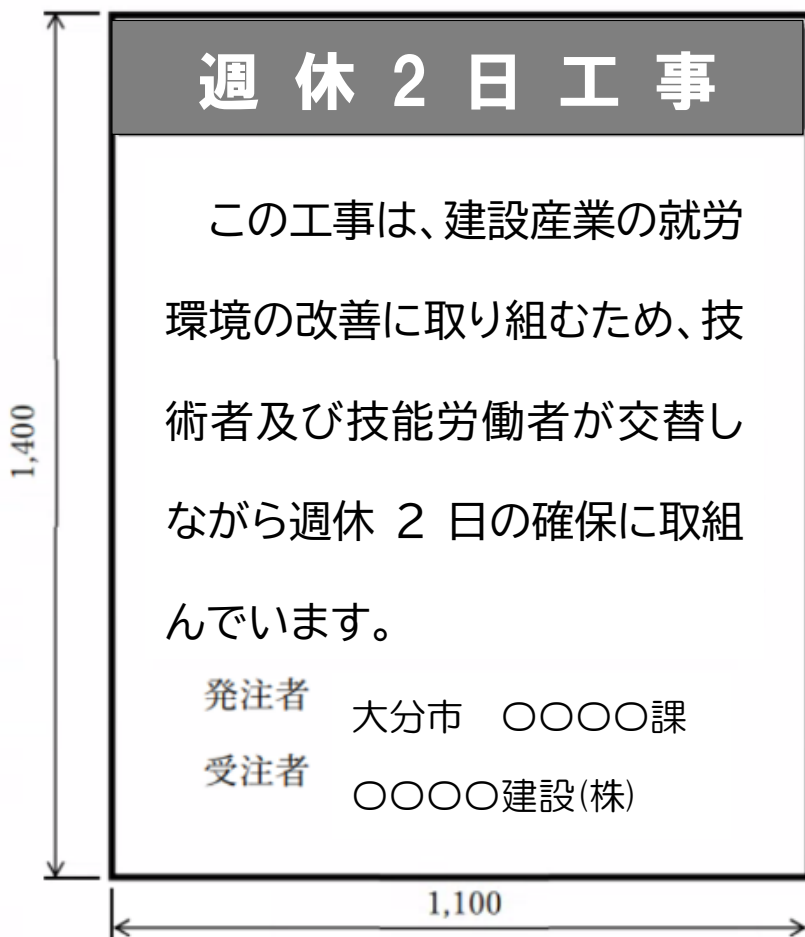 週休2日工事
　この工事は、建設産業の就労
環境の改善に取り組むため、技
術者及び技能労働者が交替し
ながら週休 2 日の確保に取組
んでいます。
発注者　大分市　〇〇〇〇課
受注者　〇〇〇〇建設(株)
1,400
1,100